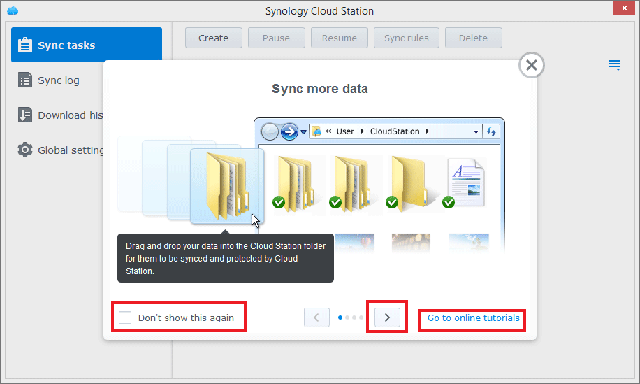 Synology Cloud Station
Sync tasks
Create
Pause
Resume
Sync rules
Delete
Sync log
Download his
Global setting
Sync more data
« User CloudStation
Drag and drop your data into the Cloud Station folder
for them to be synced and protected by Cloud
Station.
Don't show this again
Go to online tutorials